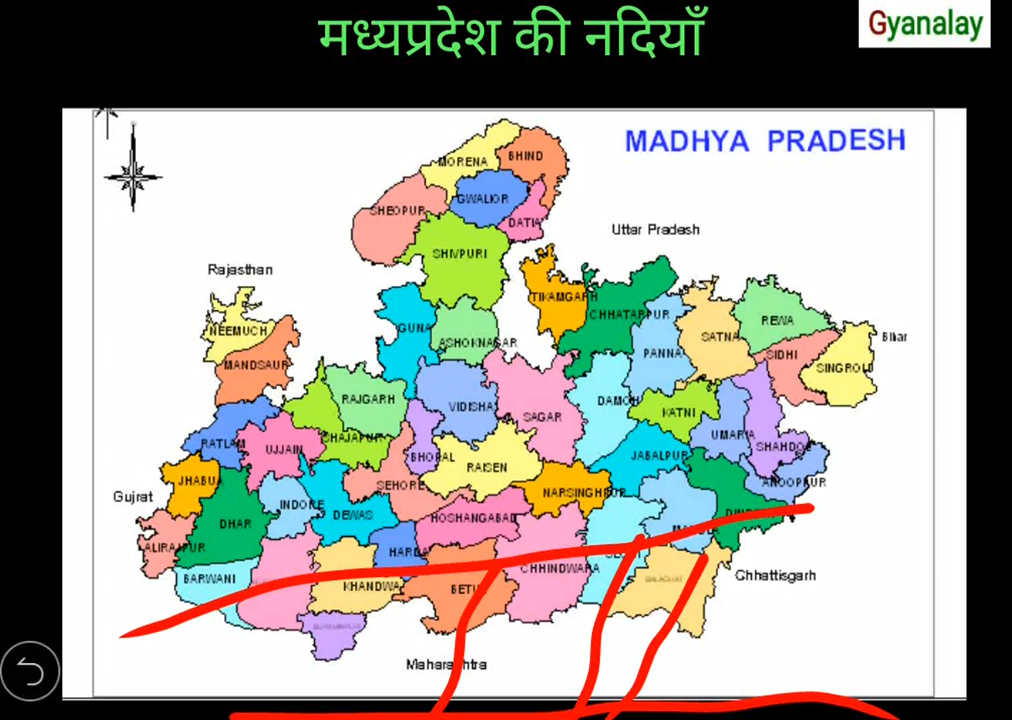 मध्यप्रदेश की नदियाँ
Gyanalay
MADHYA PRADESH
MORENA
BHIND
GWALIOR
SHEOPUR
DATIA
Uttar Pradesh
SHIVPURI
Rajasthan
TIKAMGARH
CHHATARPUR
NEEMUCH
GUNA
ASHOKNAGAR
PANNA
SATNA
REWA
Bihar
SIDHI
MANDSAUR
SINGROLI
RAJGARH
VIDISHA
SAGAR
DAMOH
KATNI
RATLAM
UJJAIN
SHAJAPUR
BHOPAL
RAISEN
JABALPUR
UMARIA
SHAHDOL
JHABUA
SEHORE
NARSINGHPUR
ANOOPPUR
Gujrat
INDORE
DEWAS
DHAR
HOSHANGABAD
ALIRAJPUR
HARDA
CHHINDWARA
BARWANI
KHANDWA
BALAGHAT
Chhattisgarh
Maharashtra